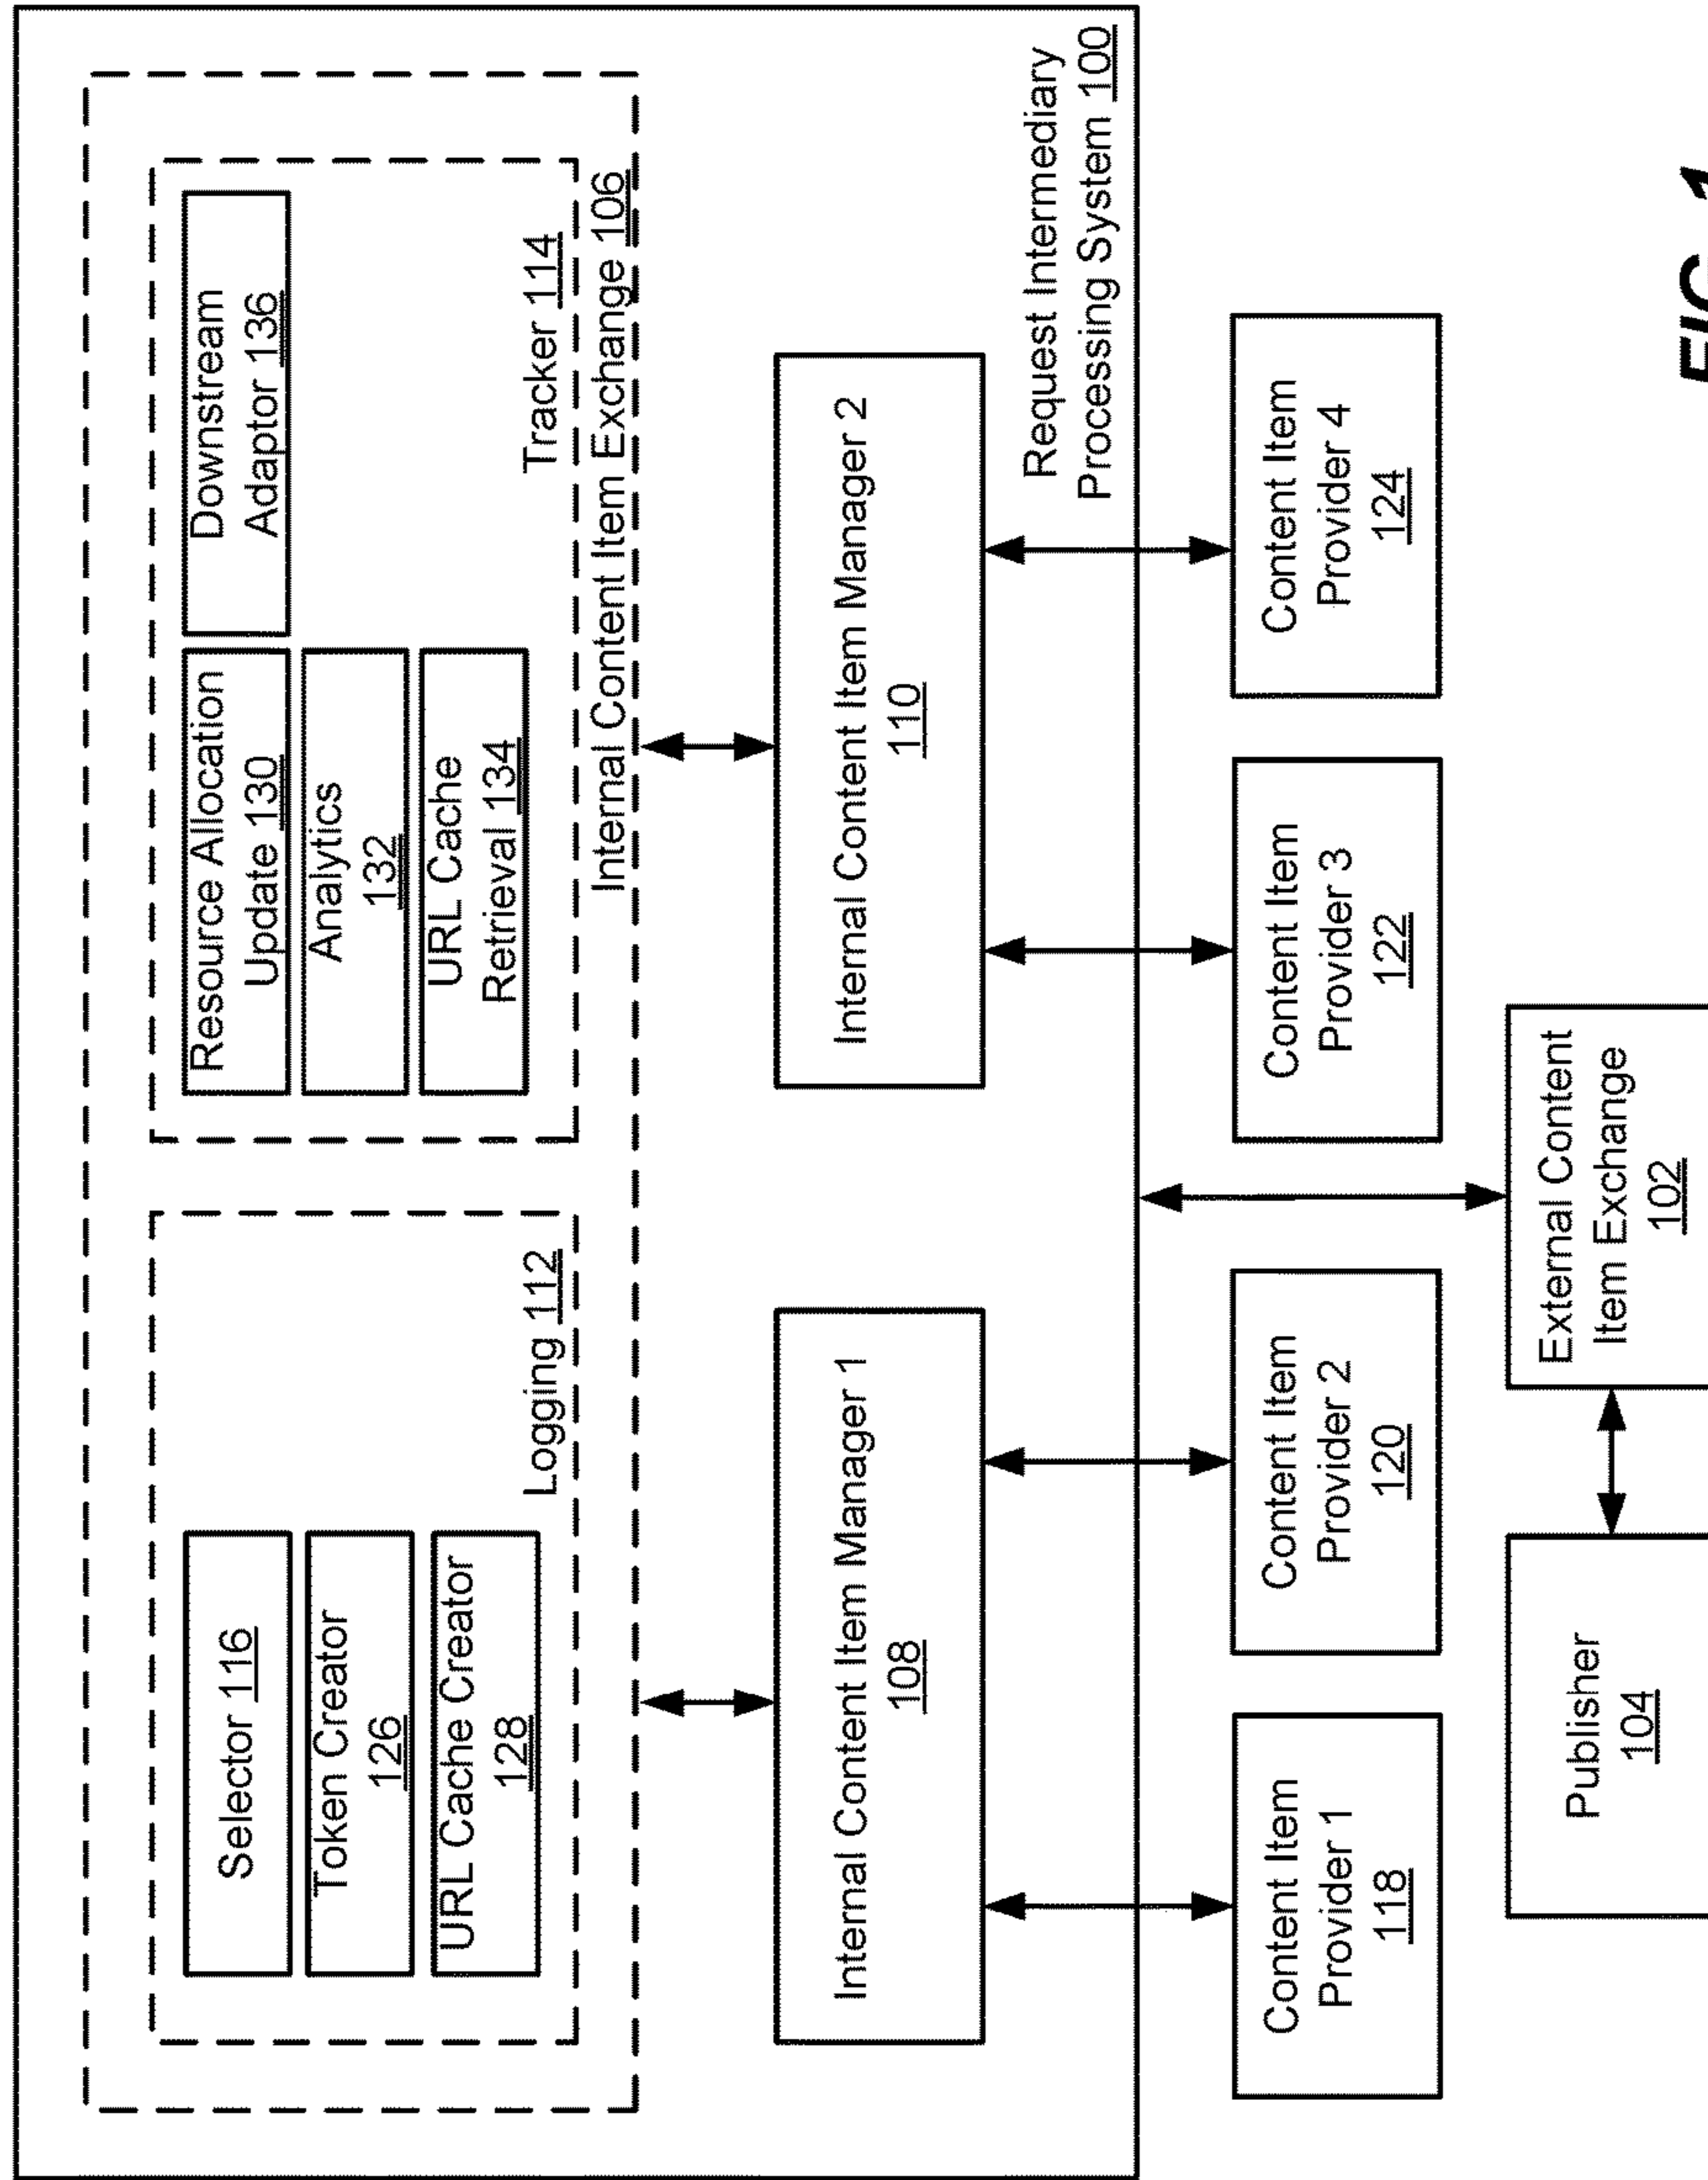 Selector 116
Token Creator
126
URL Cache Creator
128
Logging 112
Resource Allocation
Update 130
Analytics
132
URL Cache
Retrieval 134
Downstream
Adaptor 136
Tracker 114
Internal Content Item Exchange 106
Internal Content Item Manager 1
108
Internal Content Item Manager 2
110
Request Intermediary
Processing System 100
Content Item
Provider 1
118
Content Item
Provider 2
120
Content Item
Provider 3
122
Content Item
Provider 4
124
Publisher
104
External Content
Item Exchange
102
FIG. 1